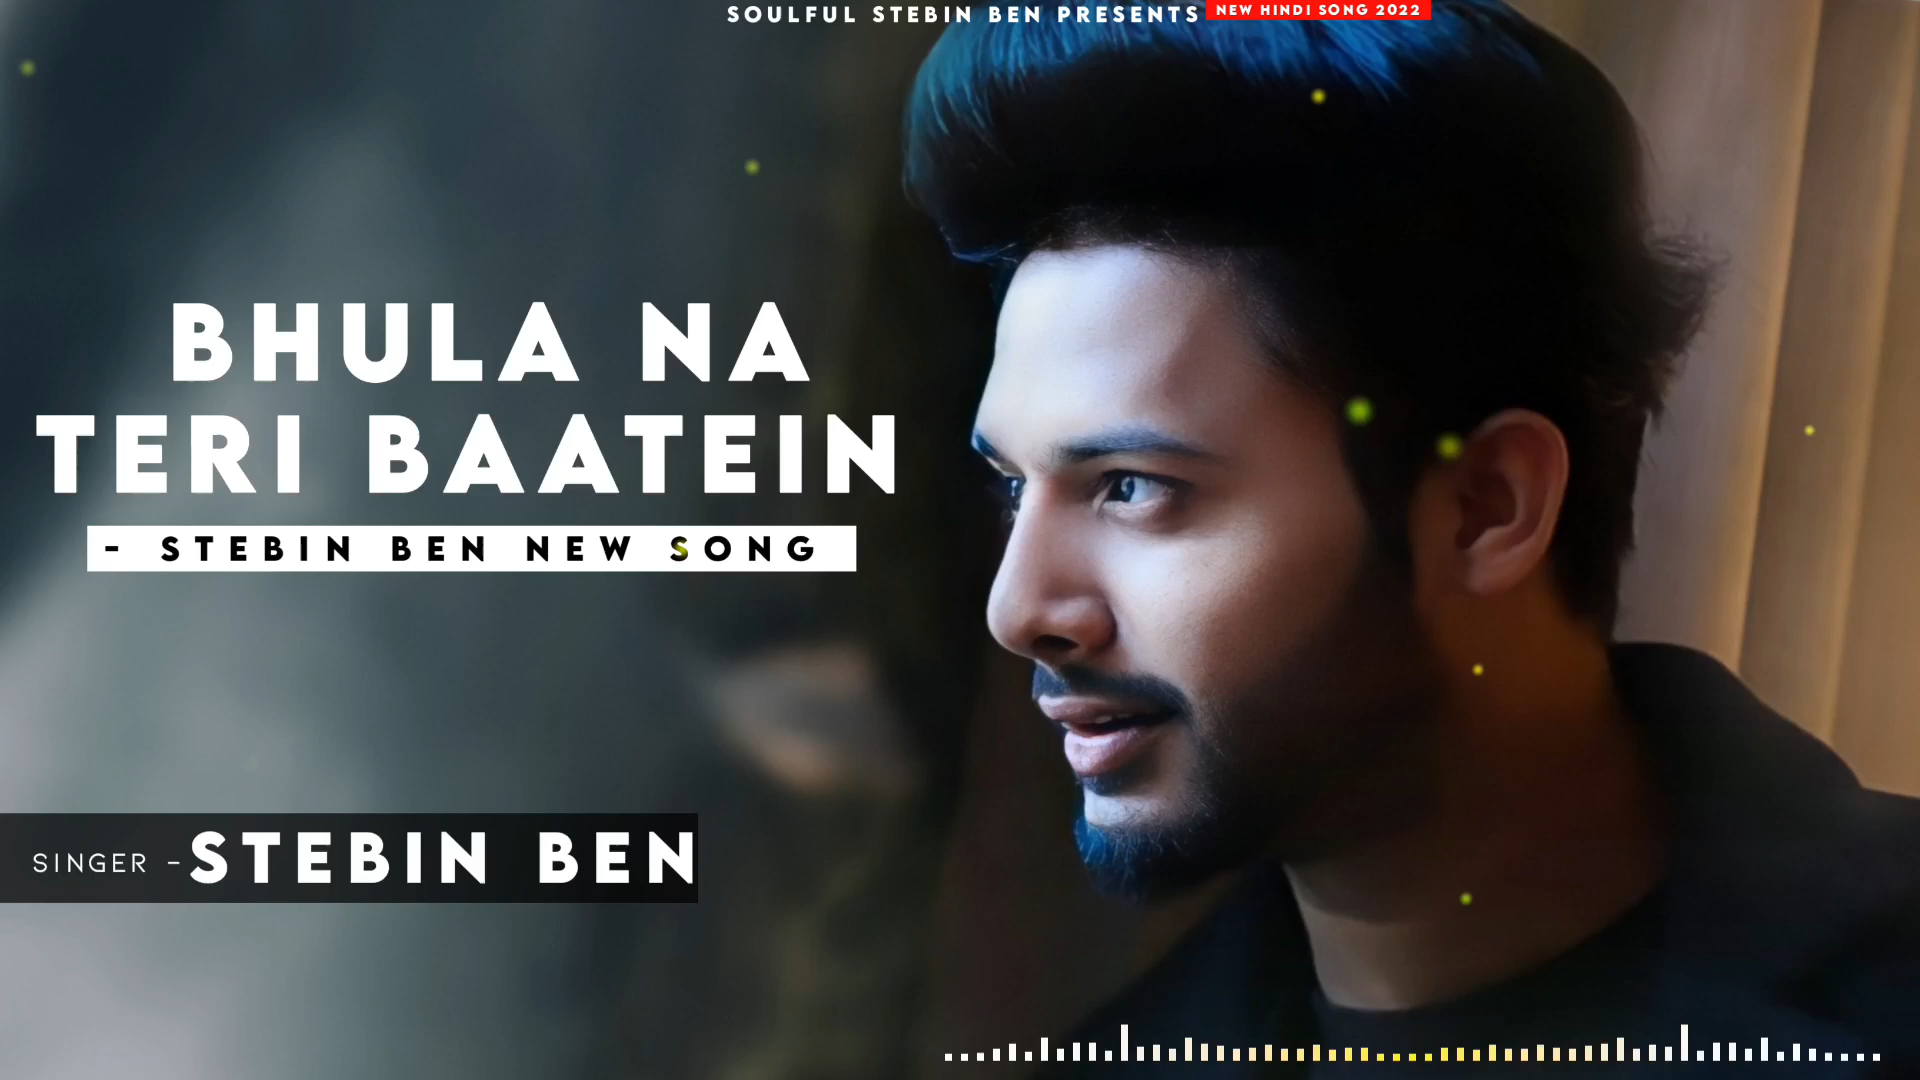 SOULFUL STEBIN BEN PRESENTS NEW HINDI SONG 2022
BHULA NA
TERI BAATEIN
- STEBIN BEN NEW SONG
SINGER - STEBIN BEN